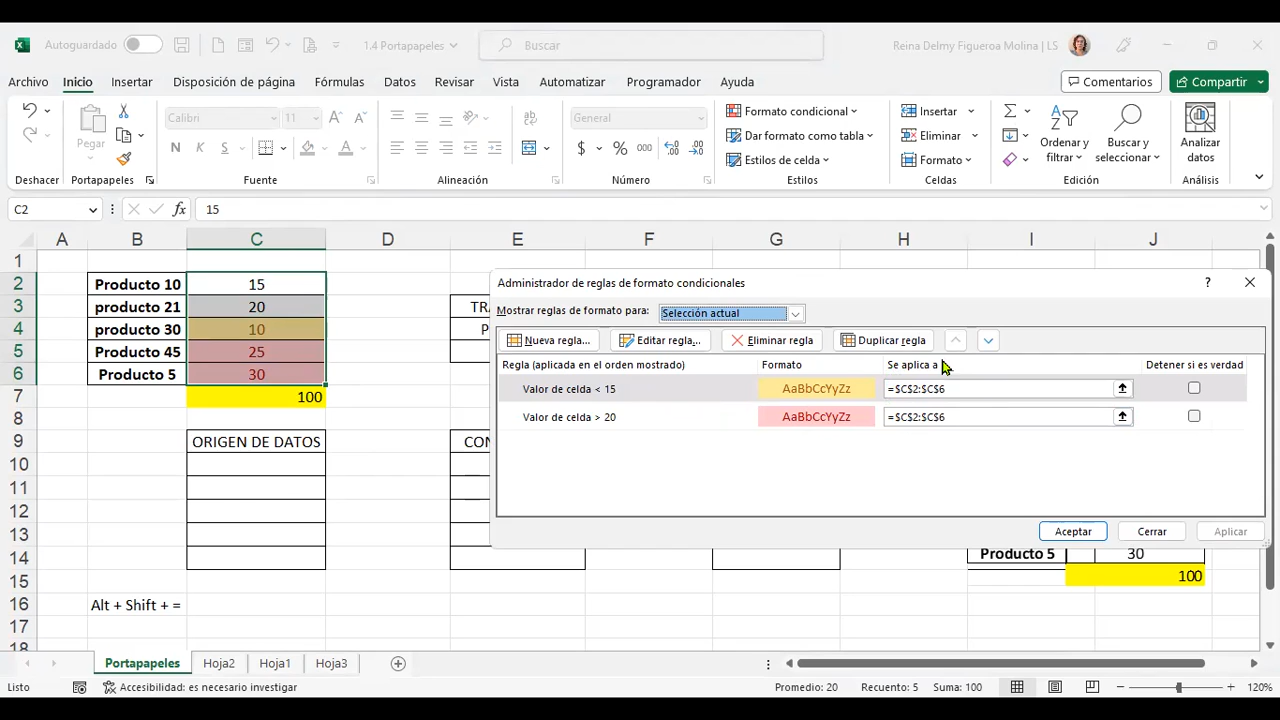 Autoguardado
1.4 Portapapeles
Buscar
Reina Delmy Figueroa Molina | LS
Archivo Inicio Insertar Disposición de página Fórmulas Datos Revisar Vista Automatizar Programador Ayuda
Comentarios Compartir
Pegar
Calibri 11
N K S
General
$ % 000
Formato condicional
Dar formato como tabla
Estilos de celda
Insertar
Eliminar
Formato
Ordenar y filtrar
Buscar y seleccionar
Analizar datos
Deshacer Portapapeles Fuente Alineación Número Estilos Celdas Edición Análisis
C2 fx 15
A B C D E F G H I J
1
2 Producto 10 15
3 producto 21 20 TRA
4 producto 30 10 P
5 Producto 45 25
6 Producto 5 30
7 100
8
9 ORIGEN DE DATOS CON
10
11
12
13
14 Producto 5 30
15 100
16 Alt + Shift + =
17
18
Administrador de reglas de formato condicionales ?
Mostrar reglas de formato para: Selección actual
Nueva regla... Editar regla... Eliminar regla Duplicar regla
Regla (aplicada en el orden mostrado) Formato Se aplica a Detener si es verdad
Valor de celda < 15 AaBbCcYyZz =$C$2:$C$6
Valor de celda > 20 AaBbCcYyZz =$C$2:$C$6
Aceptar Cerrar Aplicar
Portapapeles Hoja2 Hoja1 Hoja3
Listo Accesibilidad: es necesario investigar Promedio: 20 Recuento: 5 Suma: 100 120%